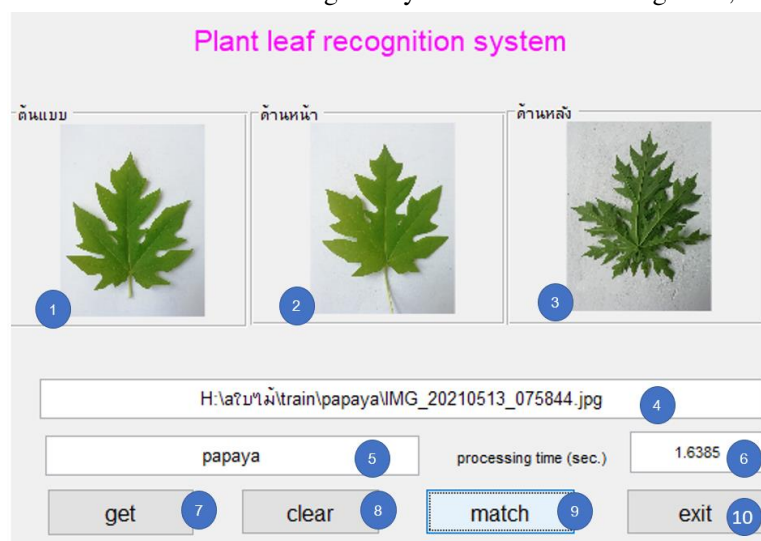 Plant leaf recognition system
ต้นแบบ
ด้านหน้า
ด้านหลัง
1
2
3
H:\aใบไม้\train\papaya\IMG_20210513_075844.jpg
4
papaya
5
processing time (sec.)
1.6385
6
get
7
clear
8
match
9
exit
10